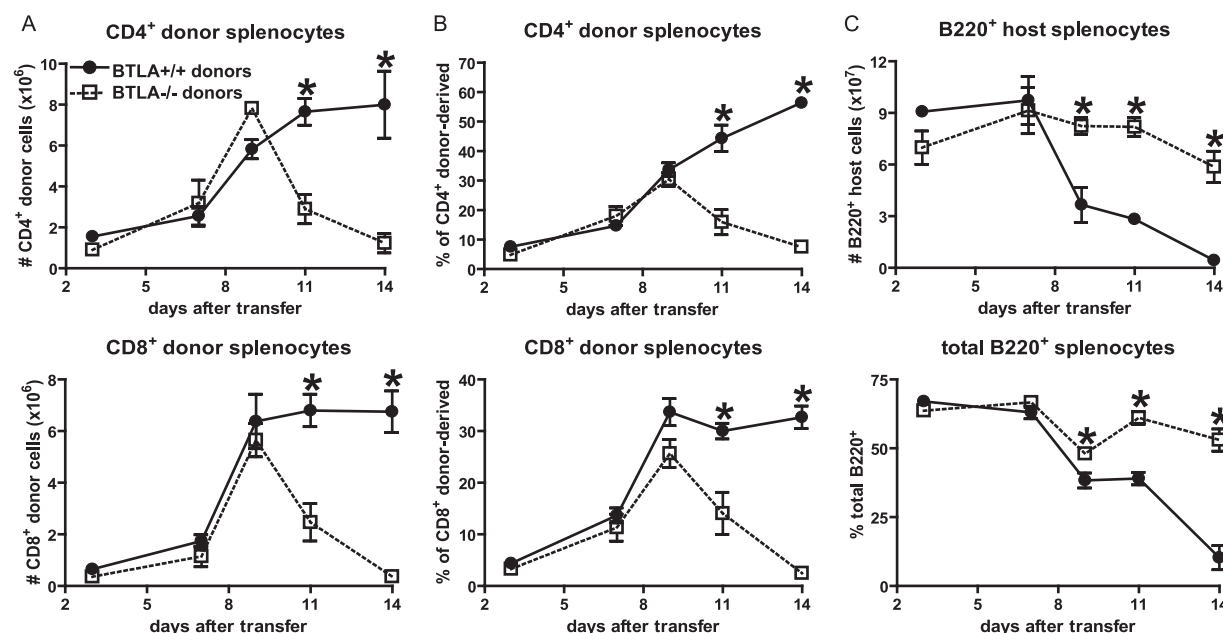 A
CD4+ donor splenocytes
# CD4+ donor cells (x10^6)
BTLA+/+ donors
BTLA-/- donors
* *
10
8
6
4
2
0
2 5 8 11 14
days after transfer
B
CD4+ donor splenocytes
% of CD4+ donor-derived
* *
70
60
50
40
30
20
10
0
2 5 8 11 14
days after transfer
C
B220+ host splenocytes
# B220+ host cells (x10^7)
* * *
12
9
6
3
0
2 5 8 11 14
days after transfer
CD8+ donor splenocytes
# CD8+ donor cells (x10^6)
* *
8
6
4
2
0
2 5 8 11 14
days after transfer
CD8+ donor splenocytes
% of CD8+ donor-derived
* *
40
30
20
10
0
2 5 8 11 14
days after transfer
total B220+ splenocytes
% total B220+
* * *
75
50
25
0
2 5 8 11 14
days after transfer